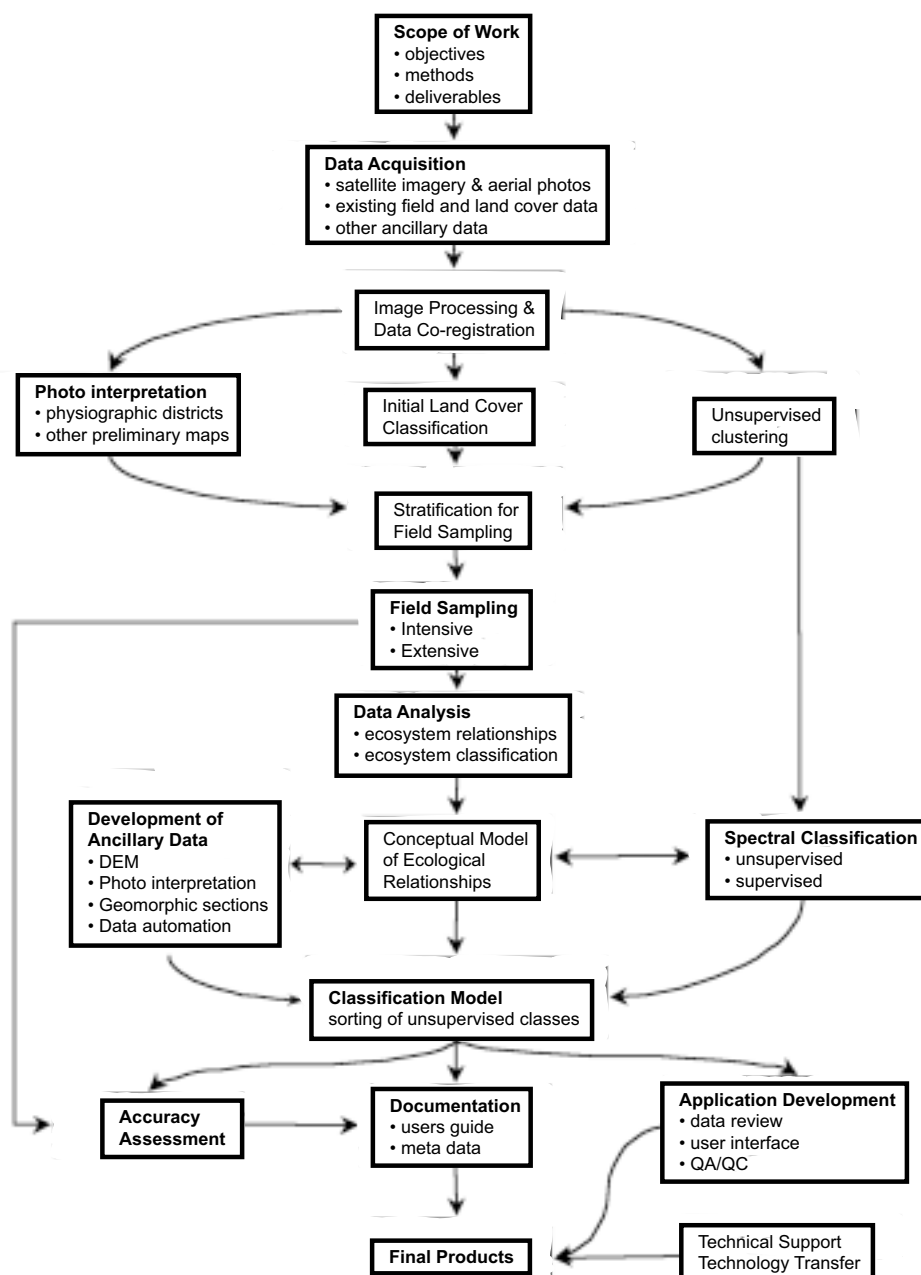 Scope of Work
• objectives
• methods
• deliverables
Data Acquisition
• satellite imagery & aerial photos
• existing field and land cover data
• other ancillary data
Image Processing &
Data Co-registration
Photo interpretation
• physiographic districts
• other preliminary maps
Initial Land Cover
Classification
Unsupervised
clustering
Stratification for
Field Sampling
Field Sampling
• Intensive
• Extensive
Data Analysis
• ecosystem relationships
• ecosystem classification
Development of
Ancillary Data
• DEM
• Photo interpretation
• Geomorphic sections
• Data automation
Conceptual Model
of Ecological
Relationships
Spectral Classification
• unsupervised
• supervised
Classification Model
sorting of unsupervised classes
Accuracy
Assessment
Documentation
• users guide
• meta data
Application Development
• data review
• user interface
• QA/QC
Final Products
Technical Support
Technology Transfer